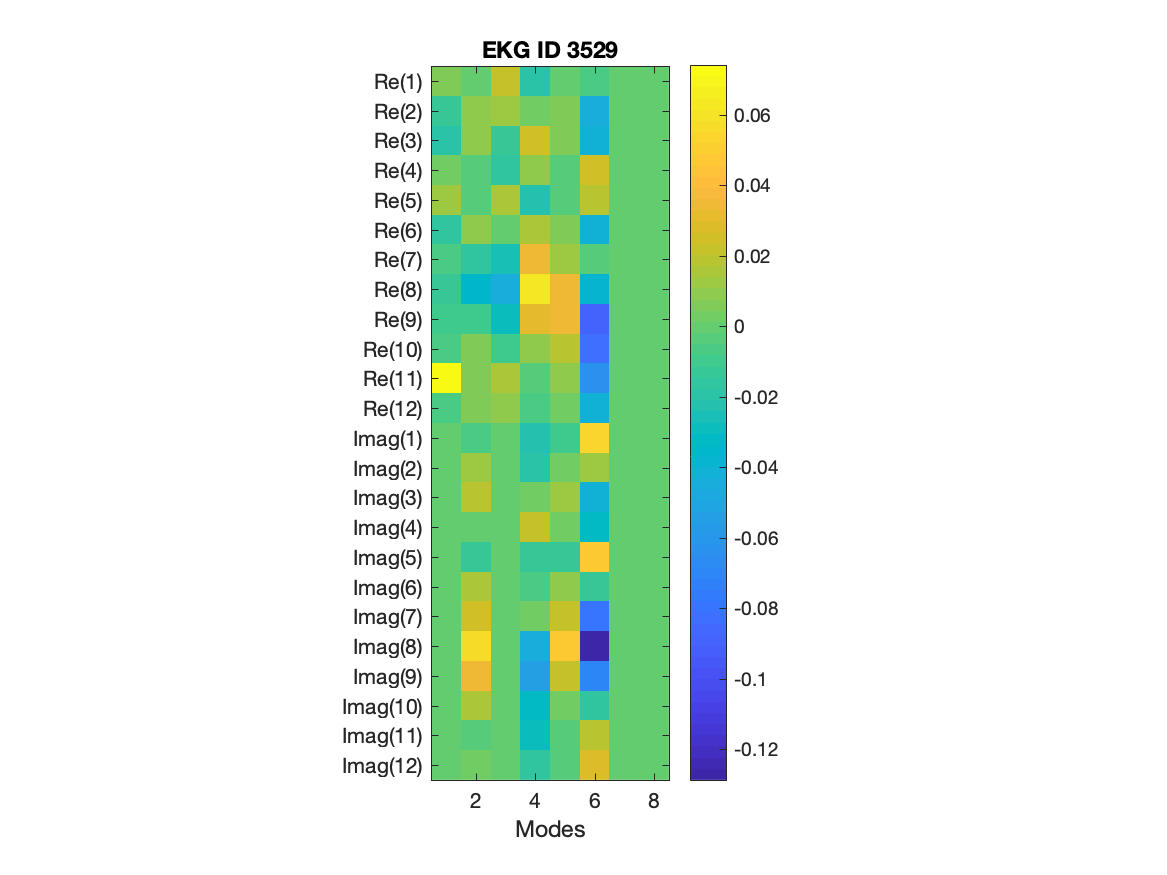 EKG ID 3529
Re(1)
Re(2)
Re(3)
Re(4)
Re(5)
Re(6)
Re(7)
Re(8)
Re(9)
Re(10)
Re(11)
Re(12)
Imag(1)
Imag(2)
Imag(3)
Imag(4)
Imag(5)
Imag(6)
Imag(7)
Imag(8)
Imag(9)
Imag(10)
Imag(11)
Imag(12)
2 4 6 8
Modes
0.06
0.04
0.02
0
-0.02
-0.04
-0.06
-0.08
-0.1
-0.12